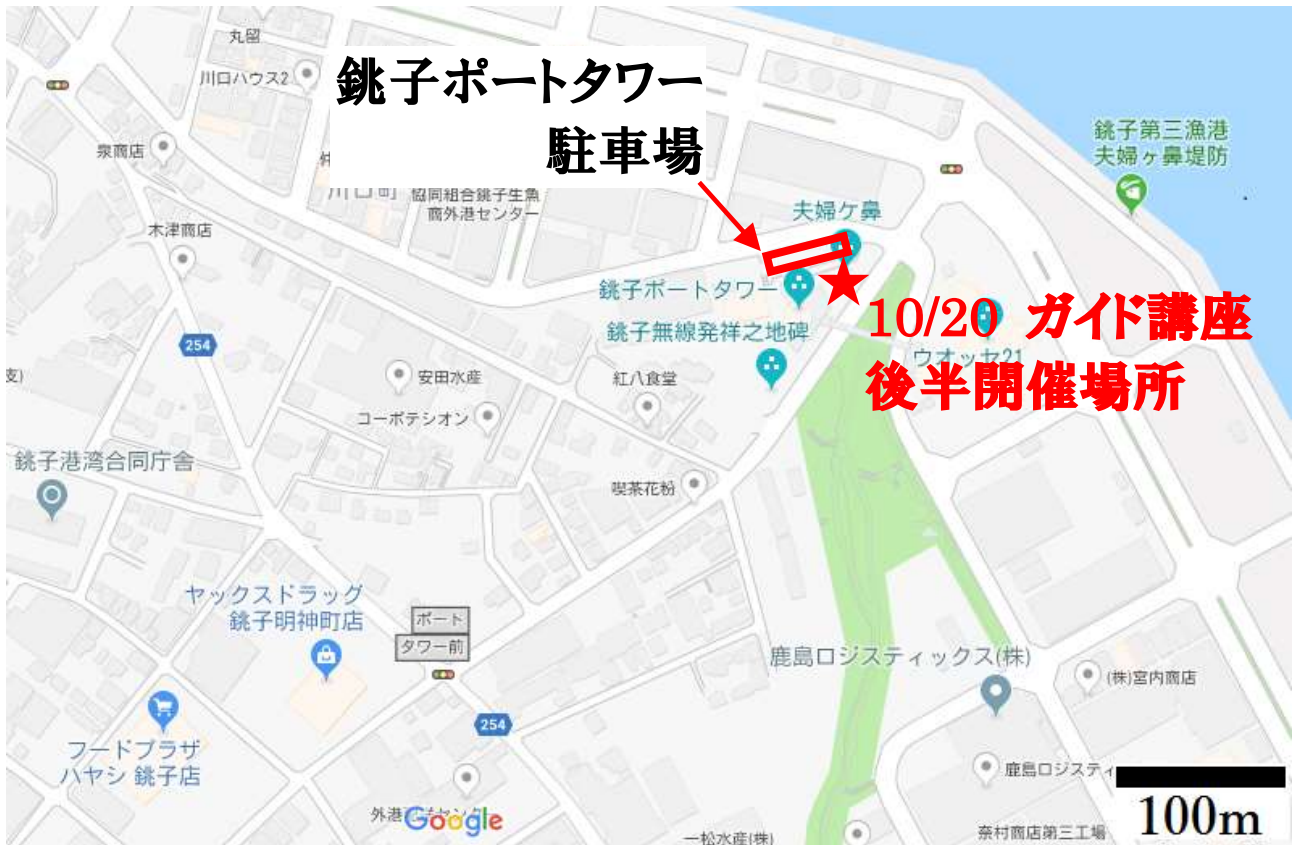 丸留
川口ハウス2
銚子ポートタワー
駐車場
泉商店
川口町
協同組合銚子生魚
商外港センター
銚子第三漁港
夫婦ヶ鼻堤防
木津商店
夫婦ケ鼻
銚子ポートタワー
銚子無線発祥之地碑
10/20 ガイド講座
後半開催場所
ウオッセ21
254
支)
安田水産
紅八食堂
コーポテシオン
銚子港湾合同庁舎
喫茶花粉
ヤックスドラッグ
銚子明神町店
ポート
タワー前
鹿島ロジスティックス(株)
(株)宮内商店
254
フードプラザ
ハヤシ 銚子店
鹿島ロジスティ
外港
Google
一松水産(株)
奈村商店第三工場
100m